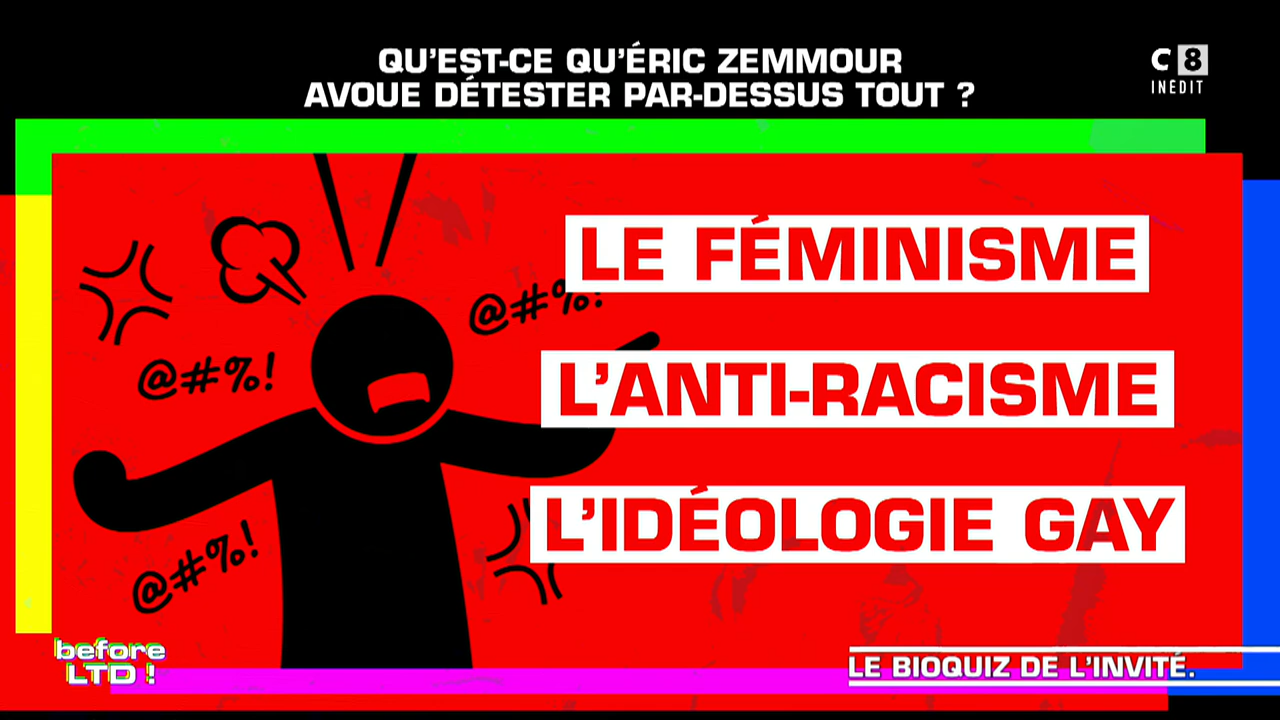 QU'EST-CE QU'ÉRIC ZEMMOUR
AVOUE DÉTESTER PAR-DESSUS TOUT ?
C8
INÉDIT
LE FÉMINISME
@#%!
@#%!
L'ANTI-RACISME
L'IDÉOLOGIE GAY
@#%!
before
LTD !
LE BIOQUIZ DE L'INVITÉ.